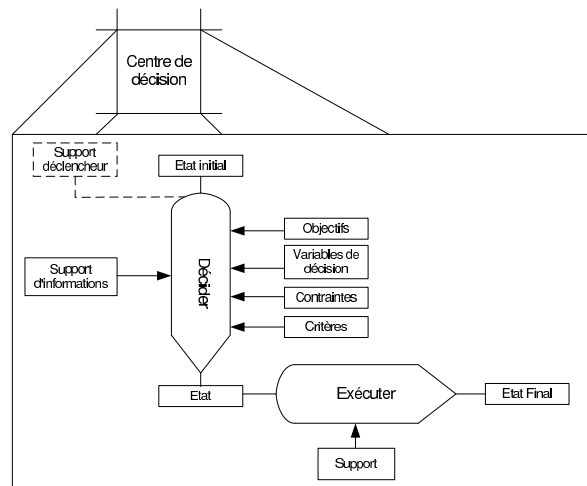 Centre de
décision
Support
déclencheur
Etat initial
Objectifs
Variables de
décision
Support
d'informations
Décider
Contraintes
Critères
Etat
Exécuter
Etat Final
Support